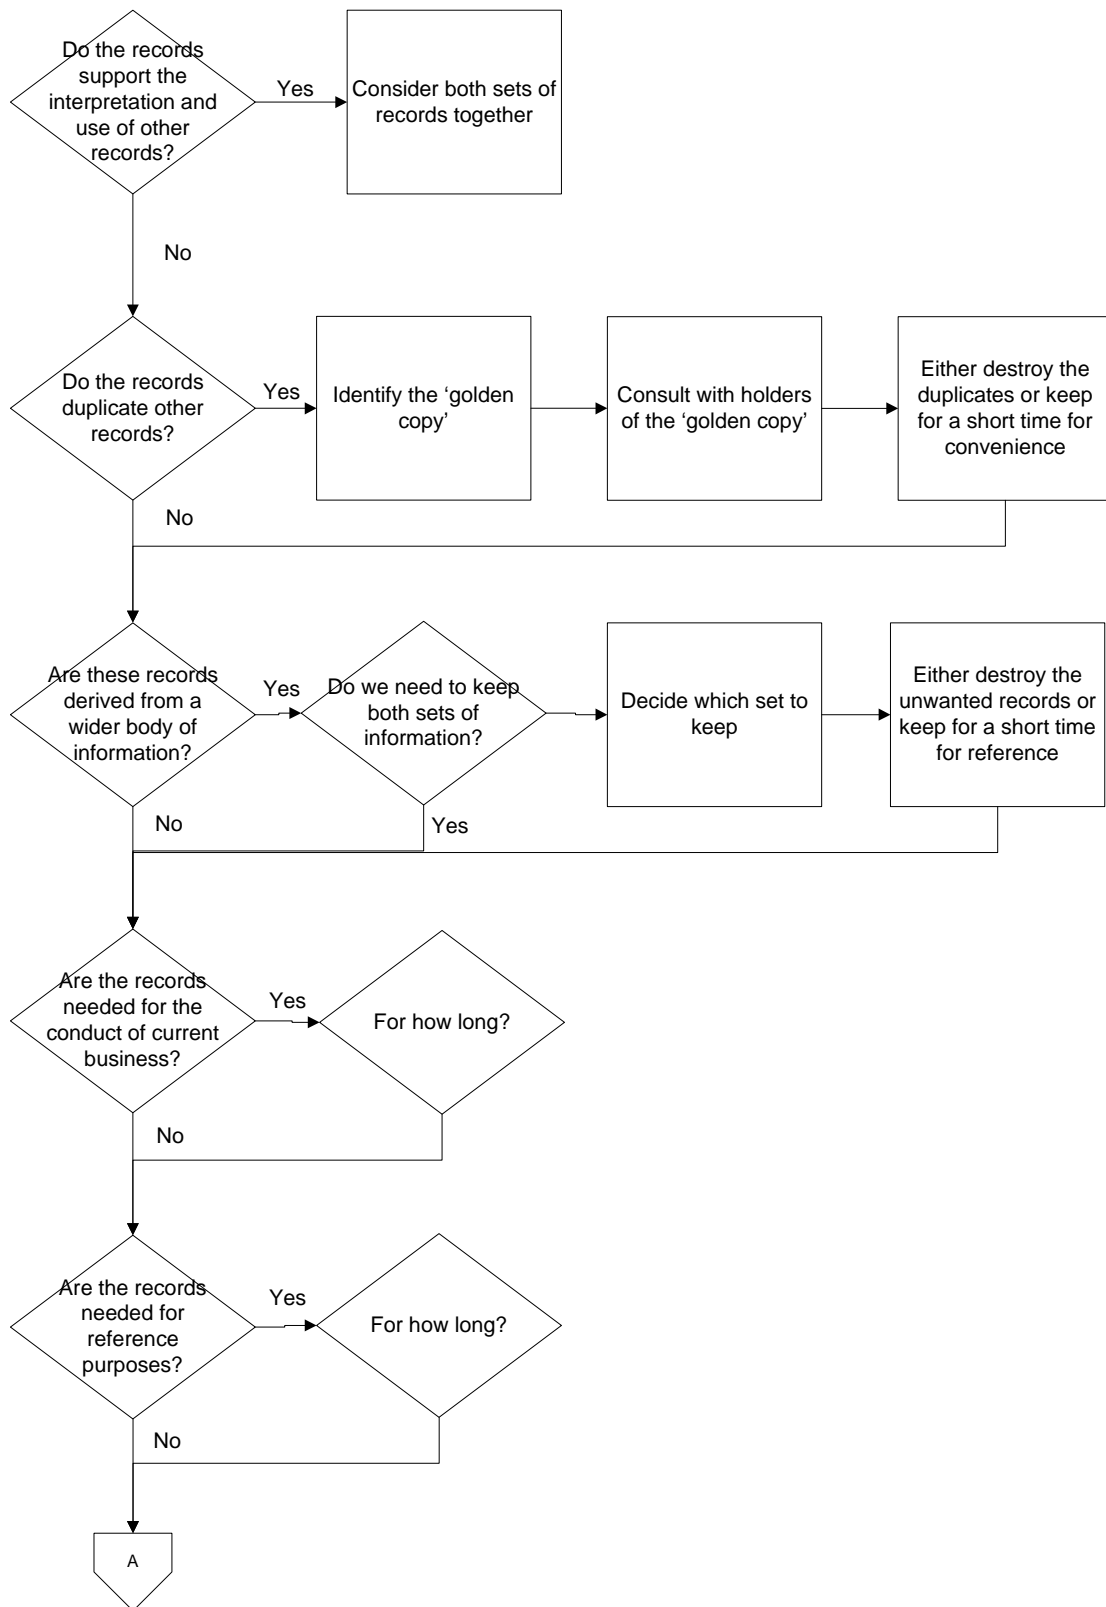 Do the records
support the
interpretation and
use of other
records?
Yes
Consider both sets of
records together
No
Do the records
duplicate other
records?
Yes
Identify the ‘golden
copy’
Consult with holders
of the ‘golden copy’
Either destroy the
duplicates or keep
for a short time for
convenience
No
Are these records
derived from a
wider body of
information?
Yes
Do we need to keep
both sets of
information?
Decide which set to
keep
Either destroy the
unwanted records or
keep for a short time
for reference
No
Yes
Are the records
needed for the
conduct of current
business?
Yes
For how long?
No
Are the records
needed for
reference
purposes?
Yes
For how long?
No
A